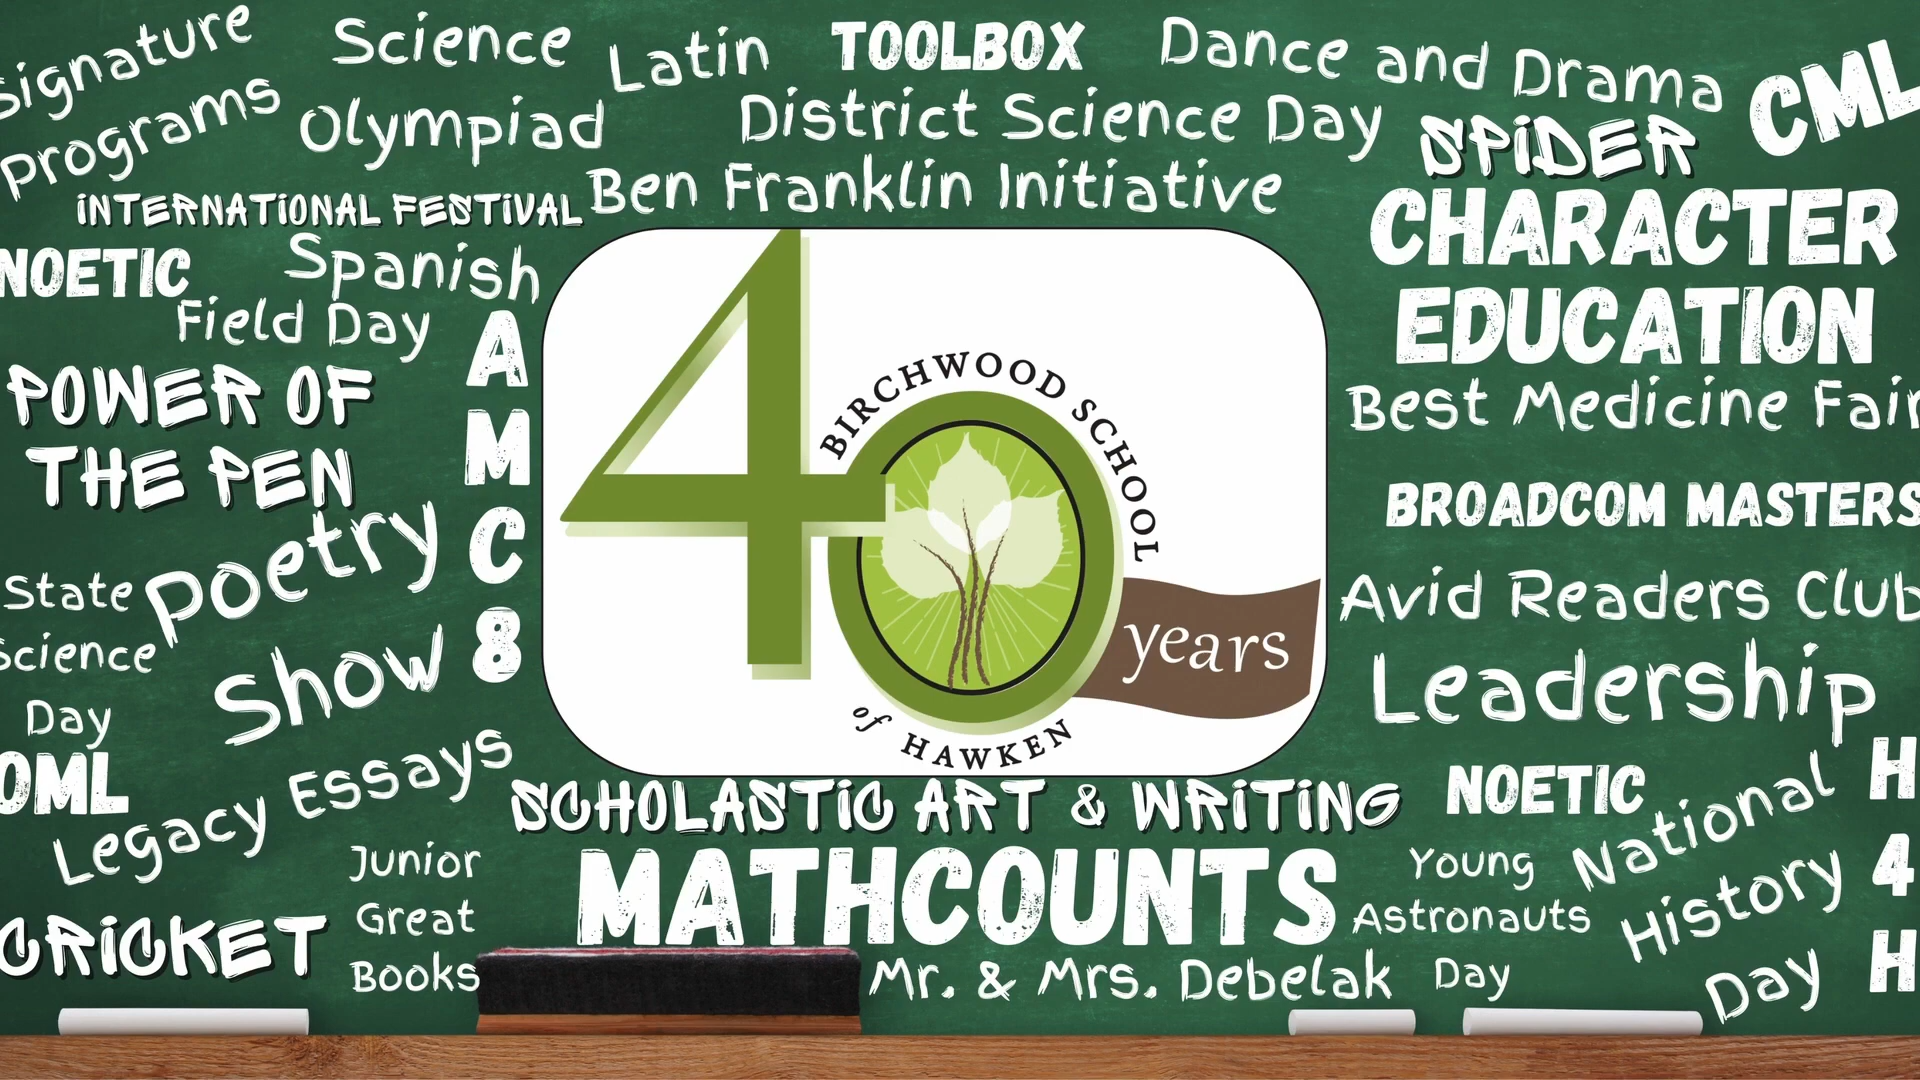 Signature
Programs
Science
Olympiad
Latin
TOOLBOX
Dance and Drama
CML
District Science Day
SPiDER
iNTERNATiONAL FESTiVAL
Ben Franklin Initiative
CHARACTER
EDUCATION
NOETIC
Spanish
Field Day
POWER OF
THE PEN
A
M
C
8
Poetry
Show
State
Science
Day
OML
Legacy Essays
CRiCKET
Junior
Great
Books
40
BIRCHWOOD SCHOOL
of HAWKEN
years
Best Medicine Fair
BROADCOM MASTERS
Avid Readers Club
Leadership
SCHOLASTiC ART & WRiTiNG
MATHCOUNTS
Mr. & Mrs. Debelak
NOETIC
Young
Astronauts
Day
National
History
Day
H
4
H